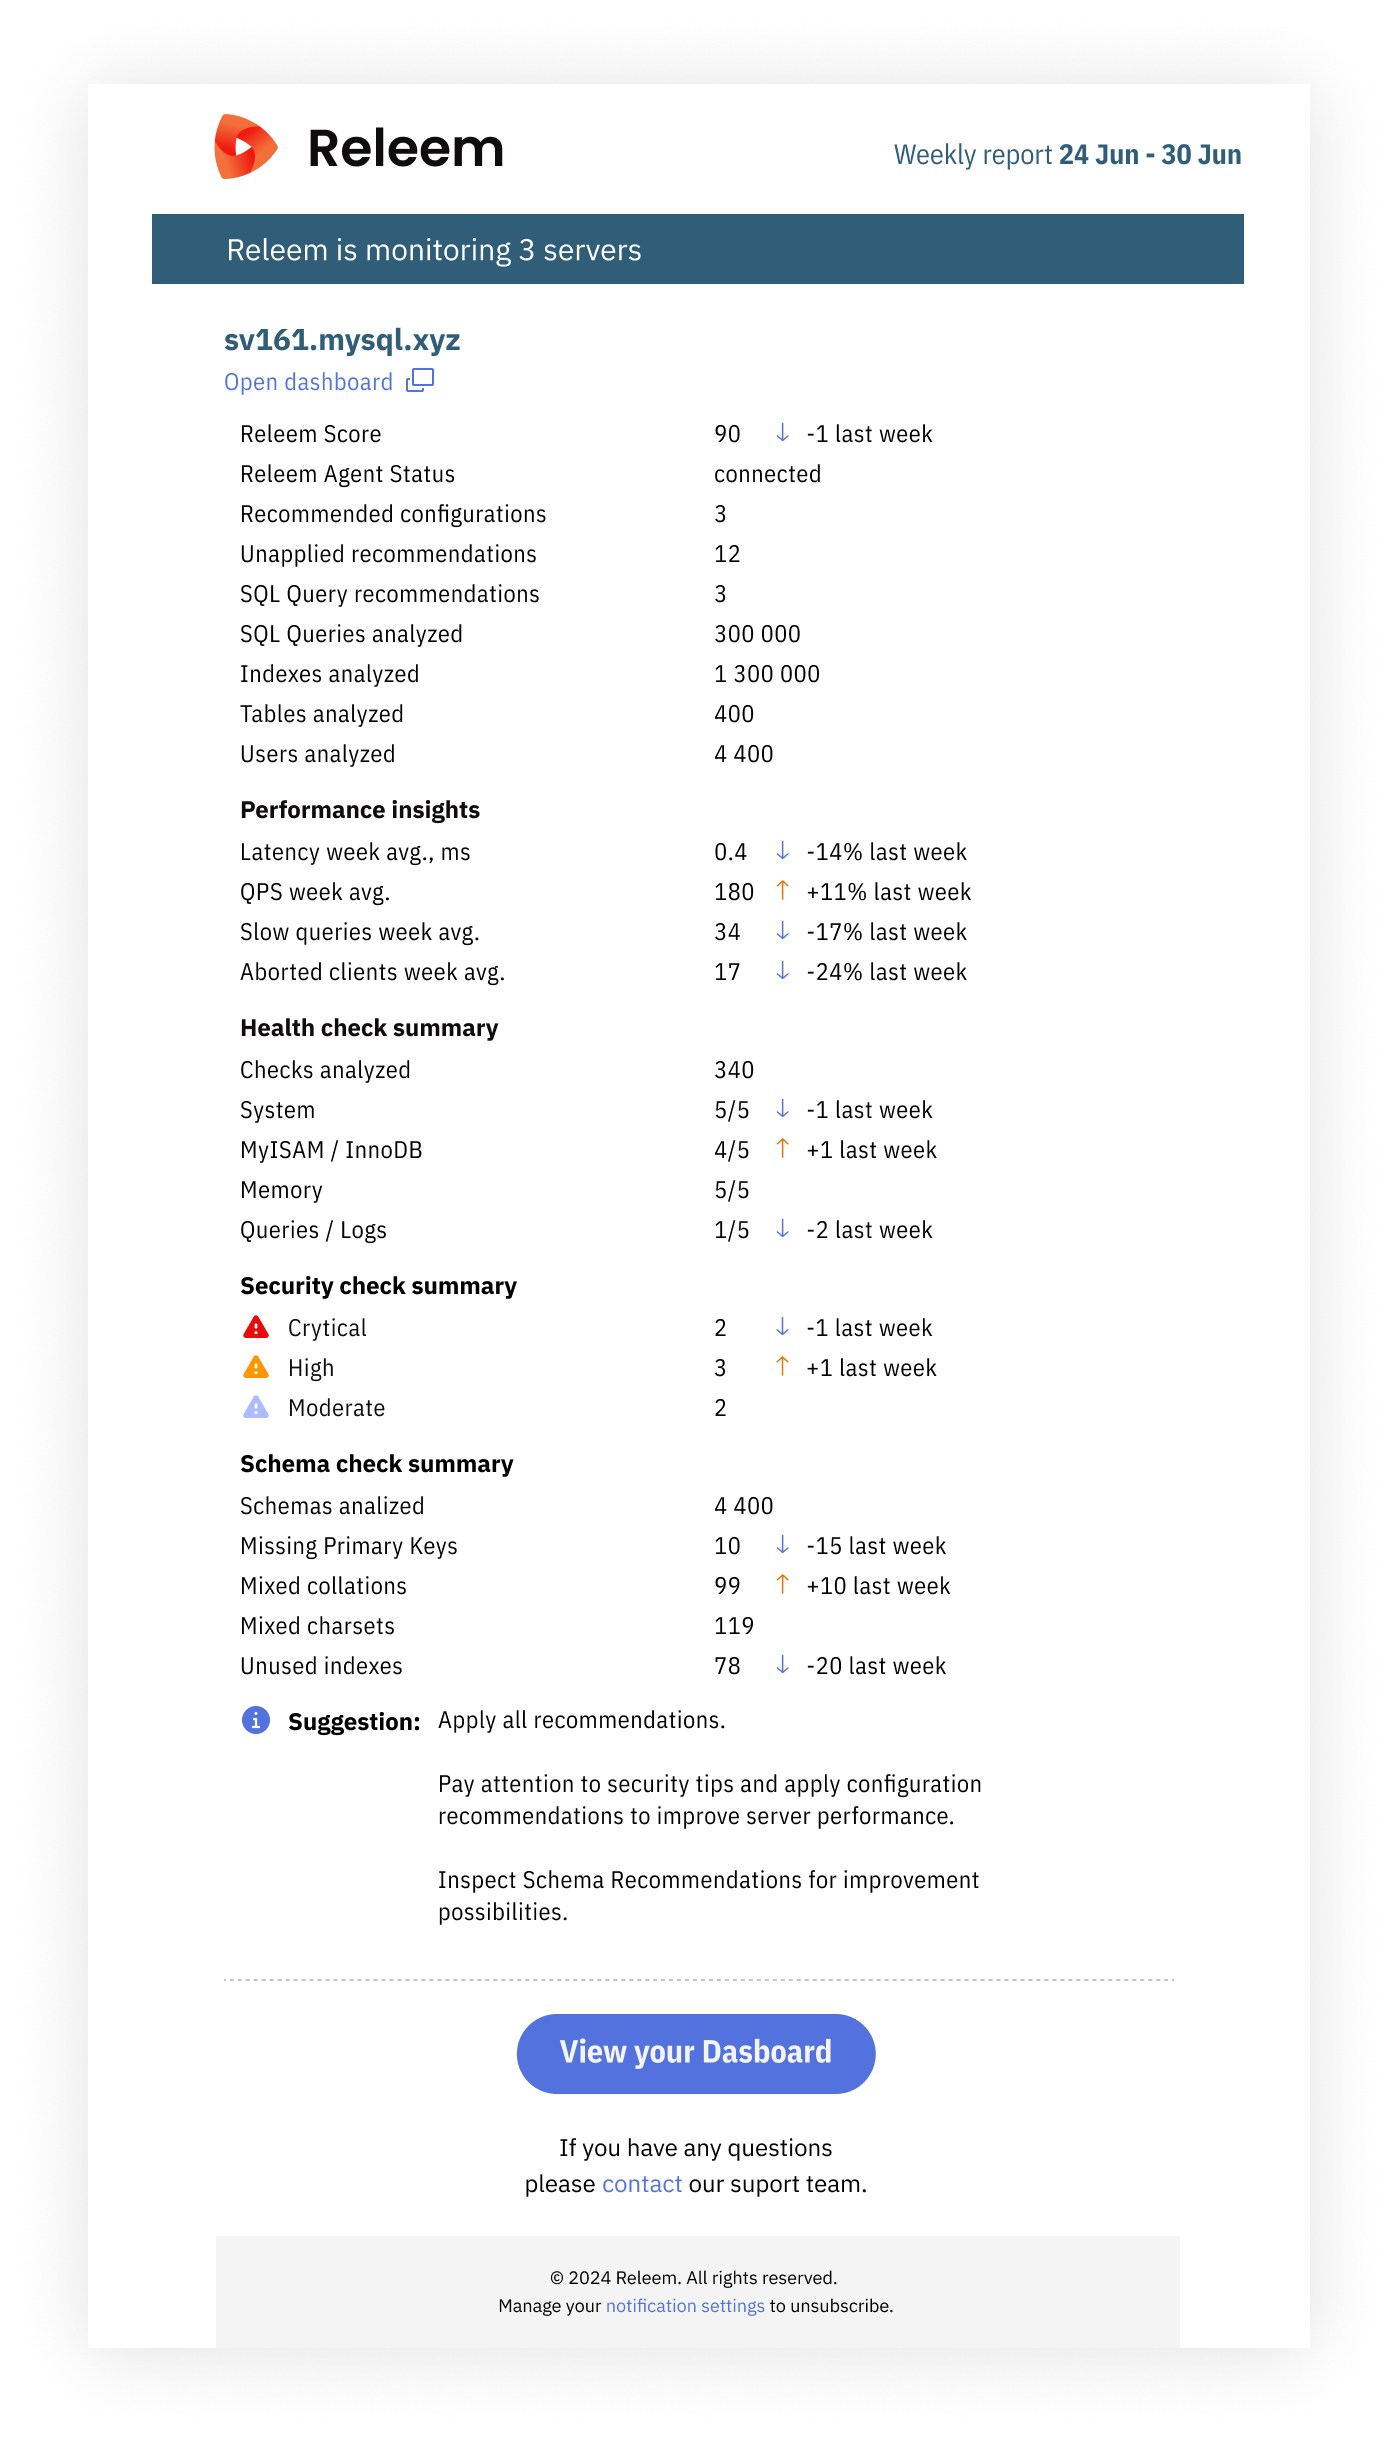 Releem
Weekly report 24 Jun - 30 Jun
Releem is monitoring 3 servers
sv161.mysql.xyz
Open dashboard
Releem Score 90 ↓ -1 last week
Releem Agent Status connected
Recommended configurations 3
Unapplied recommendations 12
SQL Query recommendations 3
SQL Queries analyzed 300 000
Indexes analyzed 1 300 000
Tables analyzed 400
Users analyzed 4 400
Performance insights
Latency week avg., ms 0.4 ↓ -14% last week
QPS week avg. 180 ↑ +11% last week
Slow queries week avg. 34 ↓ -17% last week
Aborted clients week avg. 17 ↓ -24% last week
Health check summary
Checks analyzed 340
System 5/5 ↓ -1 last week
MyISAM / InnoDB 4/5 ↑ +1 last week
Memory 5/5
Queries / Logs 1/5 ↓ -2 last week
Security check summary
Crytical 2 ↓ -1 last week
High 3 ↑ +1 last week
Moderate 2
Schema check summary
Schemas analized 4 400
Missing Primary Keys 10 ↓ -15 last week
Mixed collations 99 ↑ +10 last week
Mixed charsets 119
Unused indexes 78 ↓ -20 last week
Suggestion: Apply all recommendations.
Pay attention to security tips and apply configuration
recommendations to improve server performance.
Inspect Schema Recommendations for improvement
possibilities.
View your Dasboard
If you have any questions
please contact our suport team.
© 2024 Releem. All rights reserved.
Manage your notification settings to unsubscribe.